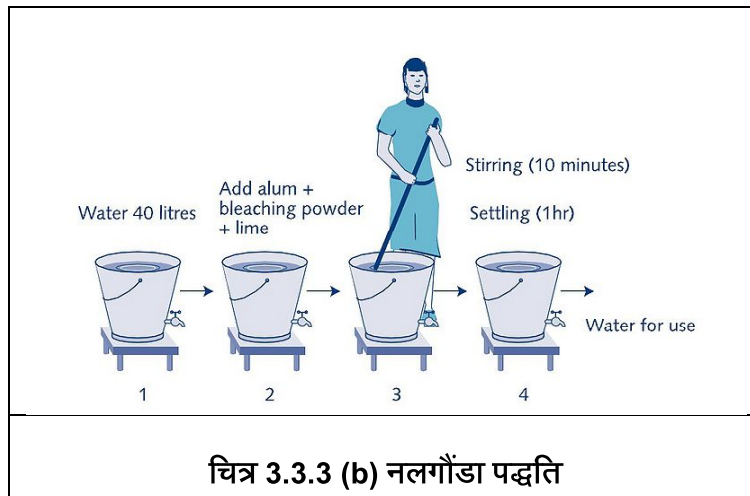 Water 40 litres
Add alum +
bleaching powder
+ lime
Stirring (10 minutes)
Settling (1hr)
Water for use
1
2
3
4
चित्र 3.3.3 (b) नलगौंडा पद्धति